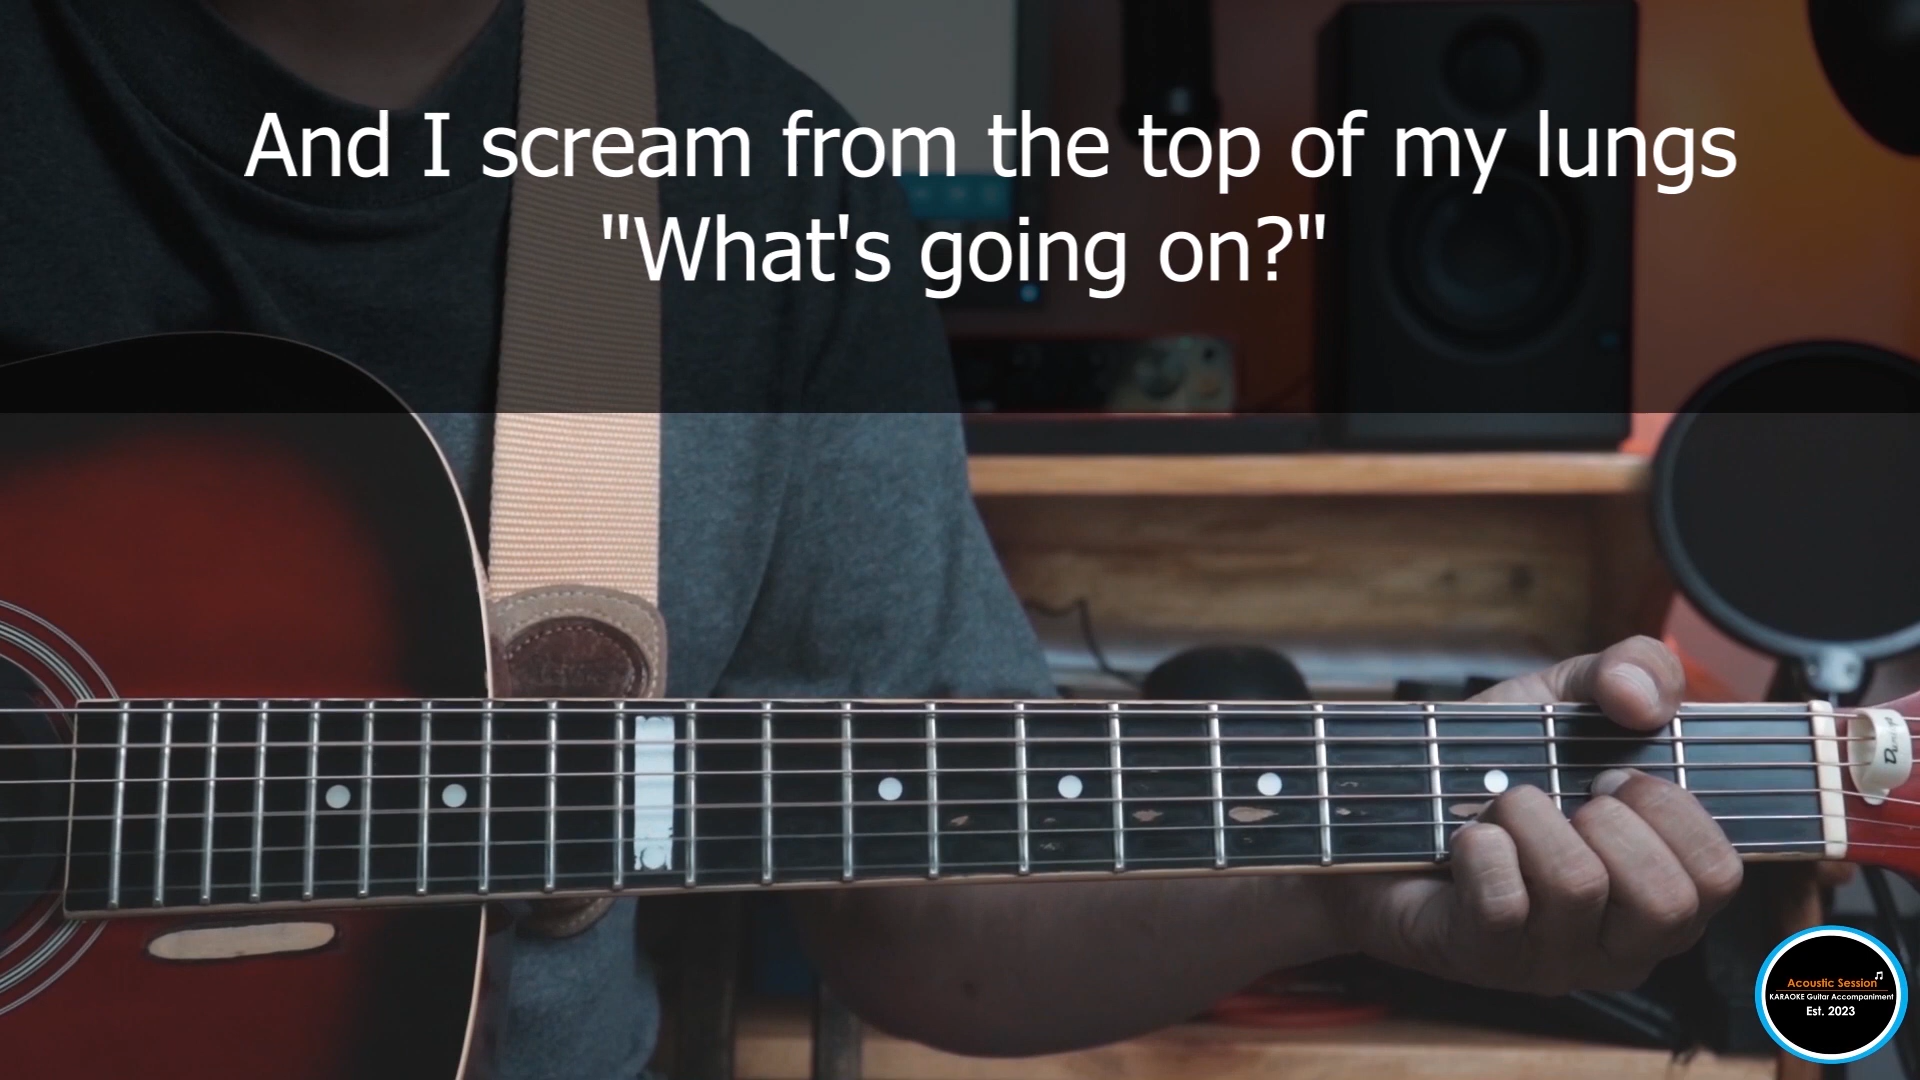 And I scream from the top of my lungs
"What's going on?"
Acoustic Session
KARAOKE Guitar Accompaniment
Est. 2023